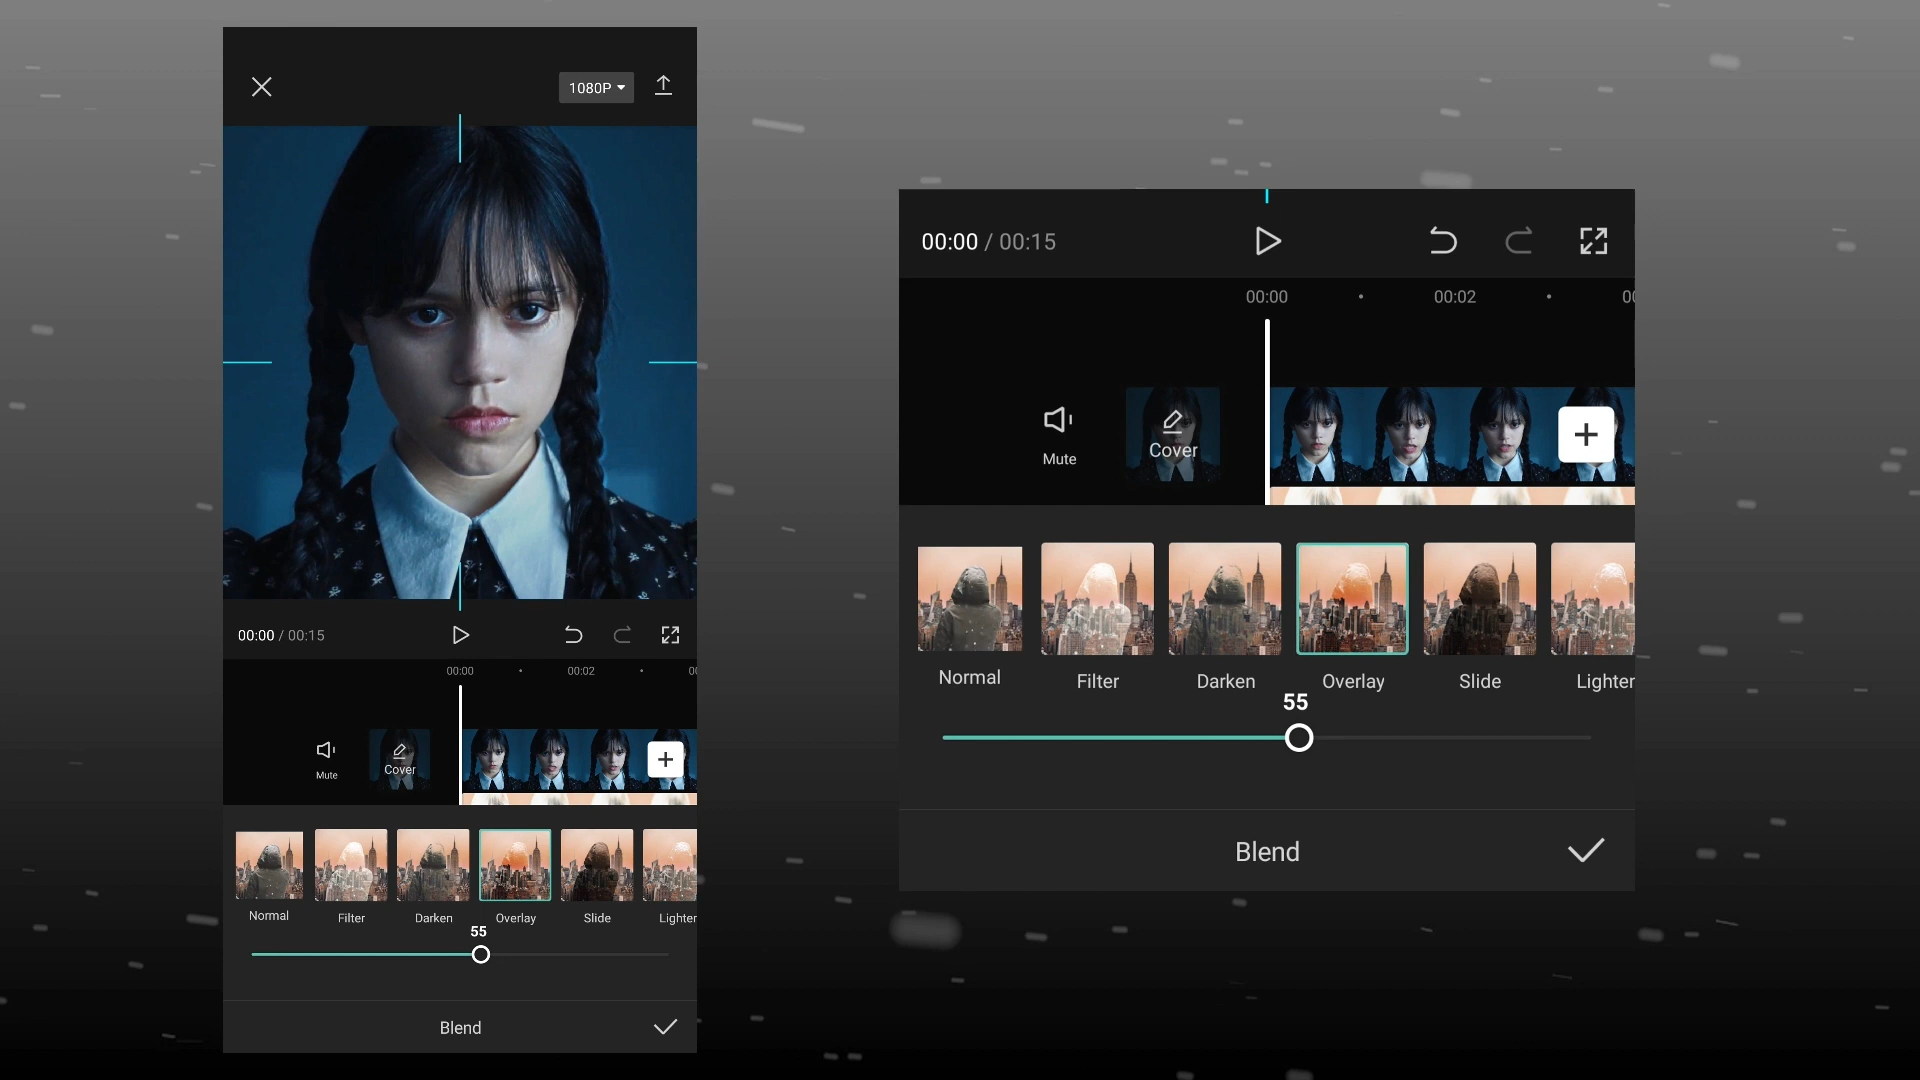 1080P
00:00 / 00:15
00:00
00:02
Mute
Cover
Normal
Filter
Darken
Overlay
Slide
Lighter
55
Blend
00:00 / 00:15
00:00
00:02
Mute
Cover
Normal
Filter
Darken
Overlay
Slide
Lighter
55
Blend